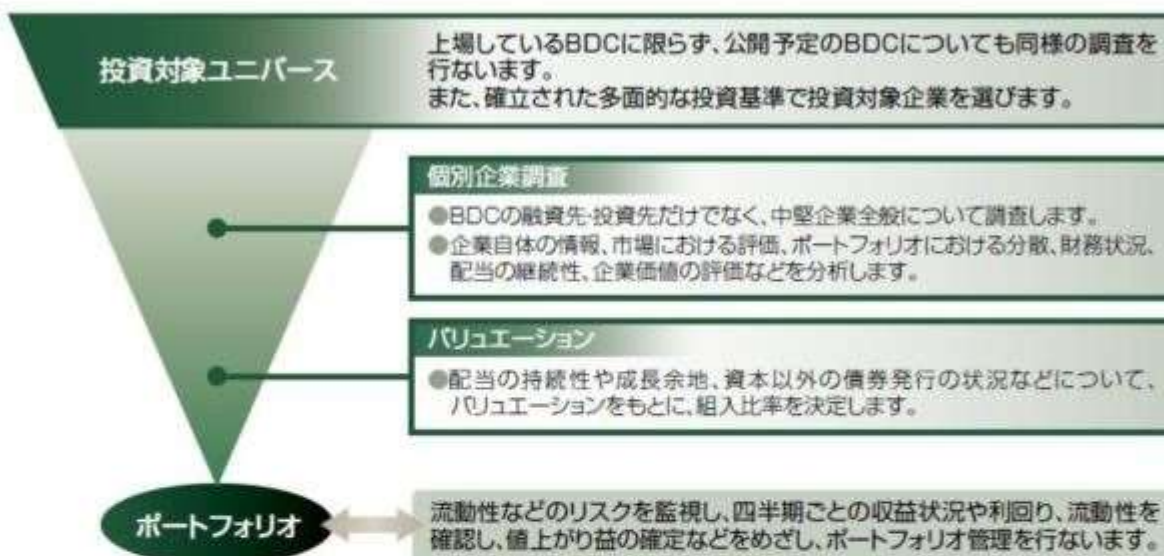 投資対象ユニバース
上場しているBDCに限らず、公開予定のBDCについても同様の調査を
行ないます。
また、確立された多面的な投資基準で投資対象企業を選びます。
個別企業調査
●BDCの融資先・投資先だけでなく、中堅企業全般について調査します。
●企業自体の情報、市場における評価、ポートフォリオにおける分散、財務状況、
配当の継続性、企業価値の評価などを分析します。
バリュエーション
●配当の持続性や成長余地、資本以外の債券発行の状況などについて、
バリュエーションをもとに、組入比率を決定します。
ポートフォリオ
流動性などのリスクを監視し、四半期ごとの収益状況や利回り、流動性を
確認し、値上がり益の確定などをめざし、ポートフォリオ管理を行ないます。